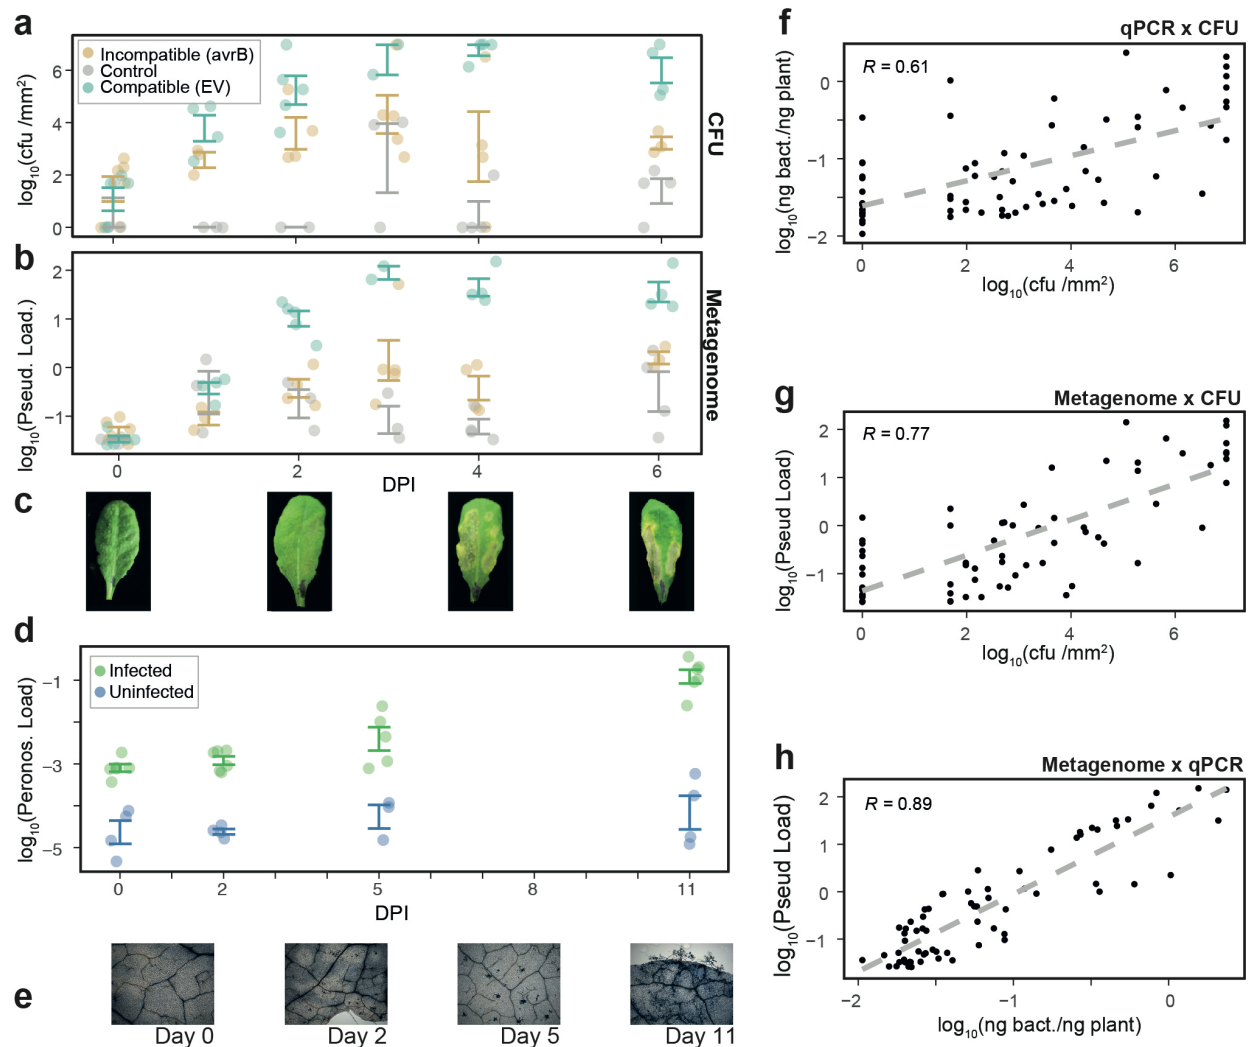 a
Incompatible (avrB)
Control
Compatible (EV)
log10(cfu /mm²)
6
4
2
0
CFU
b
log10(Pseud. Load.)
2
1
0
−1
Metagenome
0
2
4
6
DPI
c
d
Infected
Uninfected
log10(Peronos. Load)
−1
−3
−5
0
2
5
8
11
DPI
e
Day 0
Day 2
Day 5
Day 11
f
qPCR x CFU
R = 0.61
log10(ng bact./ng plant)
0
−1
−2
0
2
4
6
log10(cfu /mm²)
g
Metagenome x CFU
R = 0.77
log10(Pseud Load)
2
1
0
−1
0
2
4
6
log10(cfu /mm²)
h
Metagenome x qPCR
R = 0.89
log10(Pseud Load)
2
1
0
−1
−2
−1
0
log10(ng bact./ng plant)